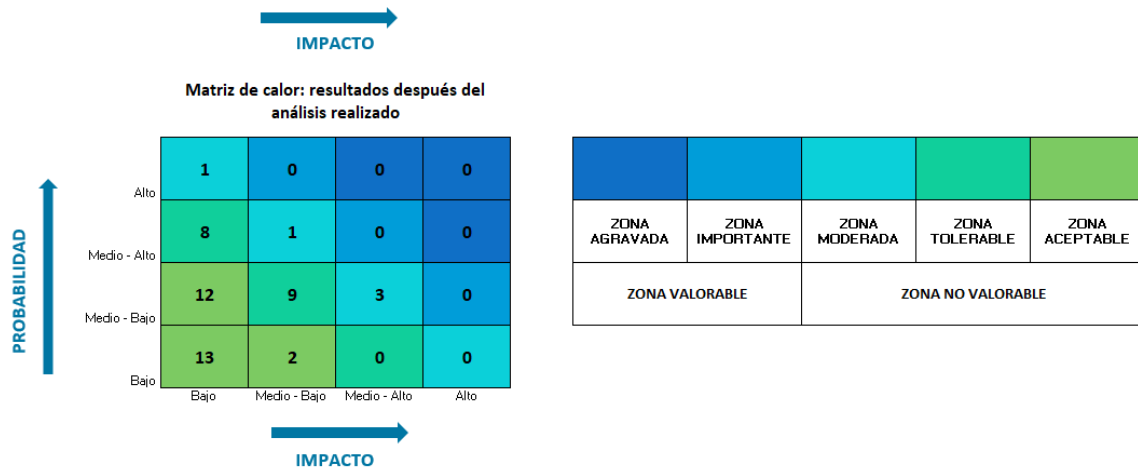 IMPACTO
Matriz de calor: resultados después del
análisis realizado
PROBABILIDAD
Alto
1 0 0 0
Medio - Alto
8 1 0 0
Medio - Bajo
12 9 3 0
Bajo
13 2 0 0
Bajo Medio - Bajo Medio - Alto Alto
IMPACTO
ZONA AGRAVADA
ZONA IMPORTANTE
ZONA MODERADA
ZONA TOLERABLE
ZONA ACEPTABLE
ZONA VALORABLE
ZONA NO VALORABLE